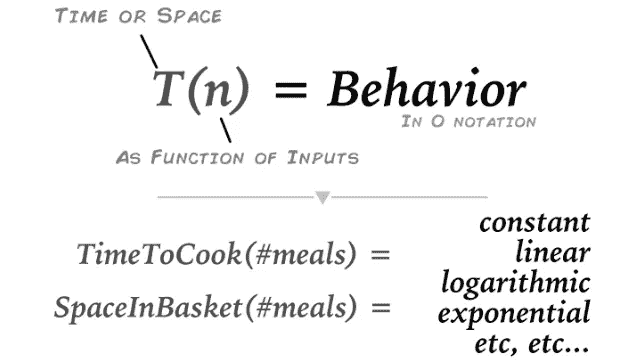 TIME OR SPACE
T(n) = Behavior
IN O NOTATION
AS FUNCTION OF INPUTS
constant
TimeToCook(#meals) = linear
logarithmic
SpaceInBasket(#meals) = exponential
etc, etc...